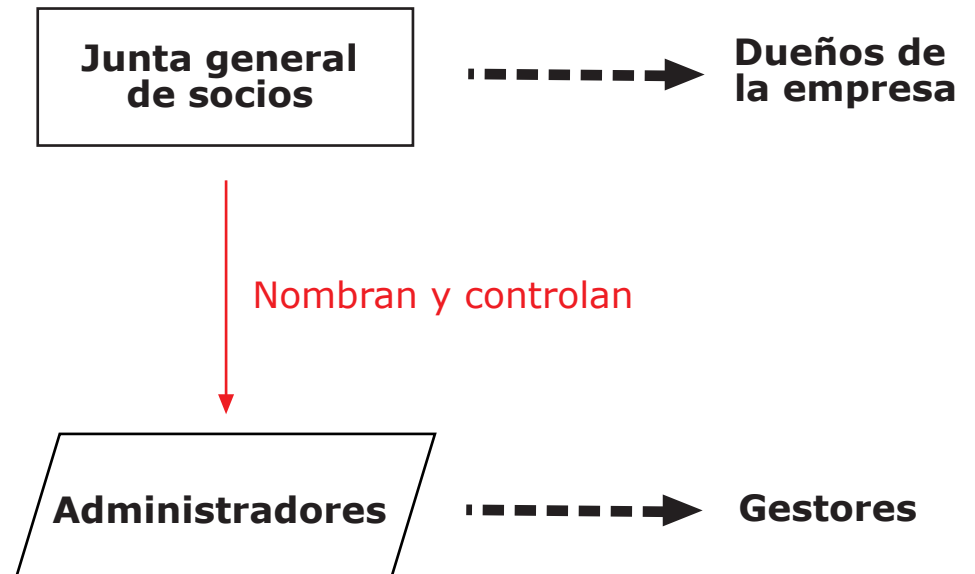 Junta general
de socios
Dueños de
la empresa
Nombran y controlan
Administradores
Gestores